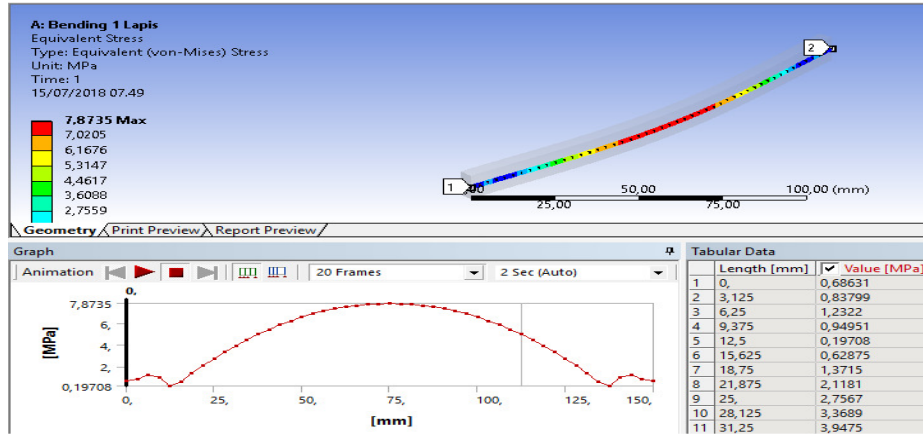 A: Bending 1 Lapis
Equivalent Stress
Type: Equivalent (von-Mises) Stress
Unit: MPa
Time: 1
15/07/2018 07.49
7,8735 Max
7,0205
6,1676
5,3147
4,4617
3,6088
2,7559
2
1
50,00
100,00 (mm)
25,00
75,00
Geometry
Print Preview
Report Preview
Graph
Animation
20 Frames
2 Sec (Auto)
0,
7,8735
6,
4,
2,
0,19708
[MPa]
0,
25,
50,
75,
100,
125,
150,
[mm]
Tabular Data
Length [mm] Value [MPa]
1 0, 0,68631
2 3,125 0,83799
3 6,25 1,2322
4 9,375 0,94951
5 12,5 0,19708
6 15,625 0,62875
7 18,75 1,3715
8 21,875 2,1181
9 25, 2,7567
10 28,125 3,3689
11 31,25 3,9475